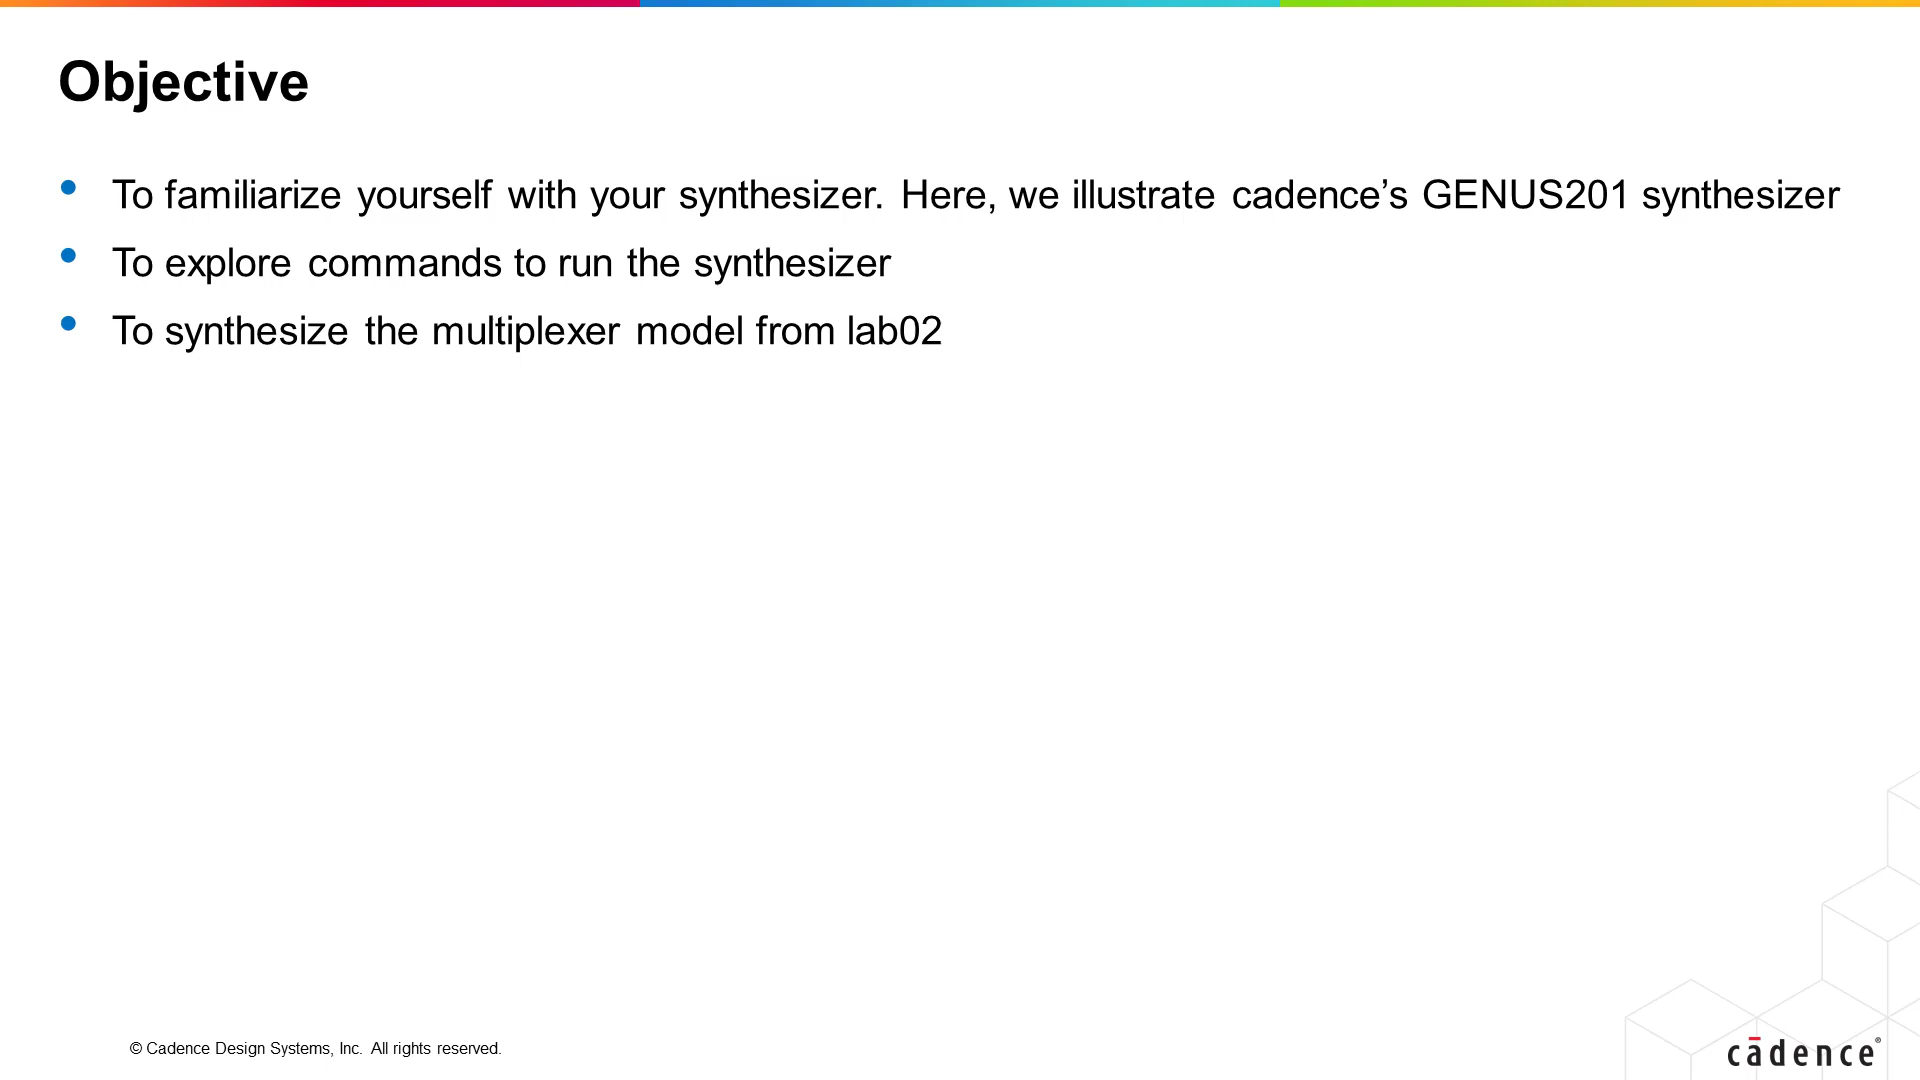 Objective
• To familiarize yourself with your synthesizer. Here, we illustrate cadence’s GENUS201 synthesizer
• To explore commands to run the synthesizer
• To synthesize the multiplexer model from lab02
© Cadence Design Systems, Inc. All rights reserved.
cādence®